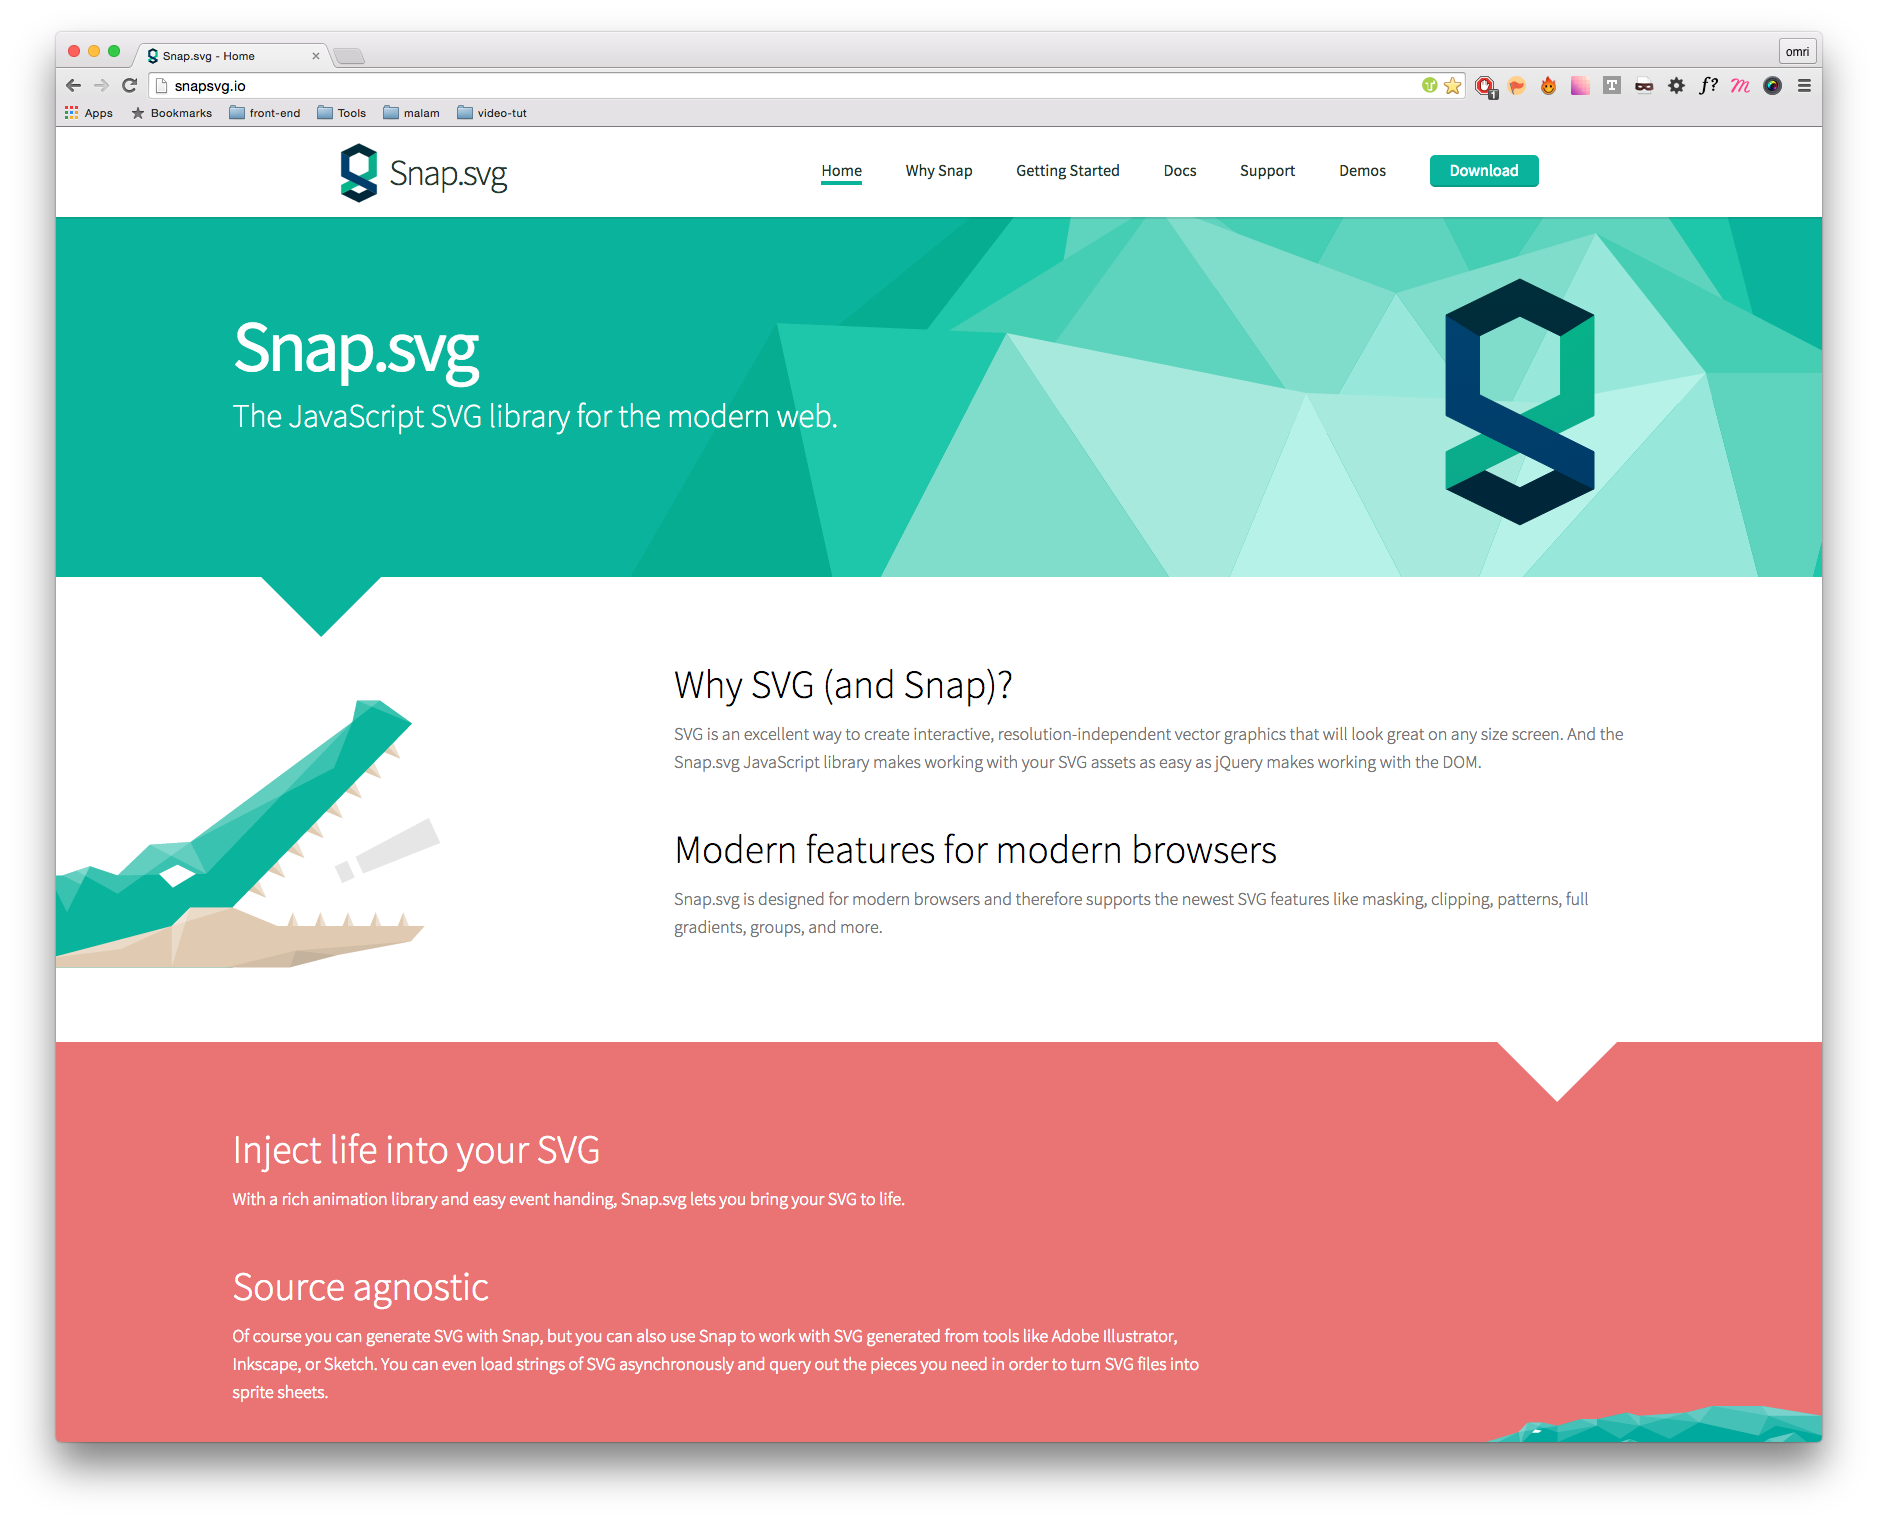 Snap.svg - Home
omri
snapsvg.io
1
T
f?
m
Apps
Bookmarks
front-end
Tools
malam
video-tut
Snap.svg
Home
Why Snap
Getting Started
Docs
Support
Demos
Download
Snap.svg
The JavaScript SVG library for the modern web.
Why SVG (and Snap)?
SVG is an excellent way to create interactive, resolution-independent vector graphics that will look great on any size screen. And the
Snap.svg JavaScript library makes working with your SVG assets as easy as jQuery makes working with the DOM.
Modern features for modern browsers
Snap.svg is designed for modern browsers and therefore supports the newest SVG features like masking, clipping, patterns, full
gradients, groups, and more.
Inject life into your SVG
With a rich animation library and easy event handing, Snap.svg lets you bring your SVG to life.
Source agnostic
Of course you can generate SVG with Snap, but you can also use Snap to work with SVG generated from tools like Adobe Illustrator,
Inkscape, or Sketch. You can even load strings of SVG asynchronously and query out the pieces you need in order to turn SVG files into
sprite sheets.